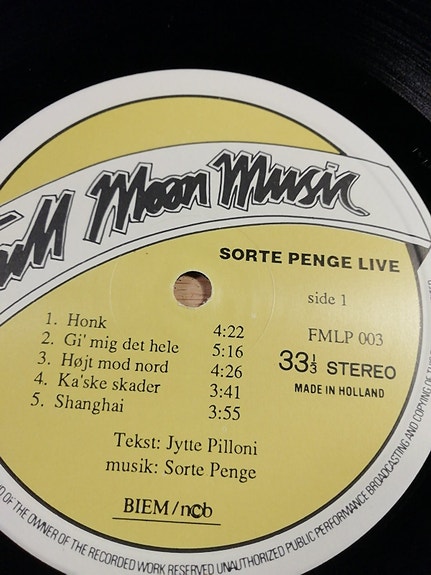 Full Moon Music
SORTE PENGE LIVE
side 1
FMLP 003
33⅓ STEREO
MADE IN HOLLAND
1. Honk 4:22
2. Gi' mig det hele 5:16
3. Højt mod nord 4:26
4. Ka'ske skader 3:41
5. Shanghai 3:55
Tekst: Jytte Pilloni
musik: Sorte Penge
BIEM/ncb
OF THE OWNER OF THE RECORDED WORK RESERVED UNAUTHORIZED PUBLIC PERFORMANCE BROADCASTING AND COPYING OF